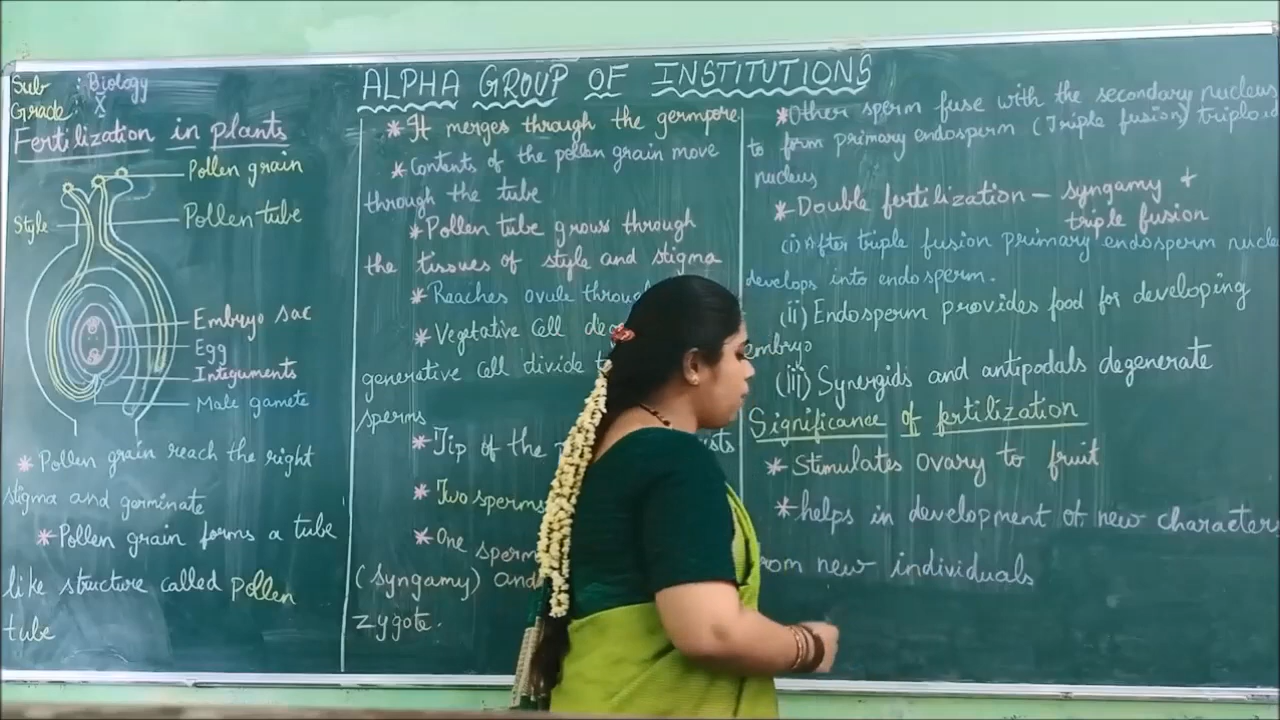 ALPHA GROUP OF INSTITUTIONS
Sub : Biology
Grade : X
Fertilization in plants
Pollen grain
Style
Pollen tube
Embryo sac
Egg
Integuments
Male gamete
* Pollen grain reach the right
stigma and germinate
* Pollen grain forms a tube
like structure called pollen
tube
* It merges through the germpore
* Contents of the pollen grain move
through the tube
* Pollen tube grows through
the tissues of style and stigma
* Reaches ovule through
* Vegetative cell
generative cell divide
sperms
* Tip of the
* Two sperms
* One sperm
(syngamy) and
zygote.
* Other sperm fuse with the secondary nucleus
to form primary endosperm (Triple fusion) triploid
nucleus
* Double fertilization – syngamy +
triple fusion
(i) After triple fusion primary endosperm
develops into endosperm.
(ii) Endosperm provides food for developing
embryo
(iii) Synergids and antipodals degenerate
Significance of fertilization
* Stimulates ovary to fruit
* helps in development of new character
new individuals